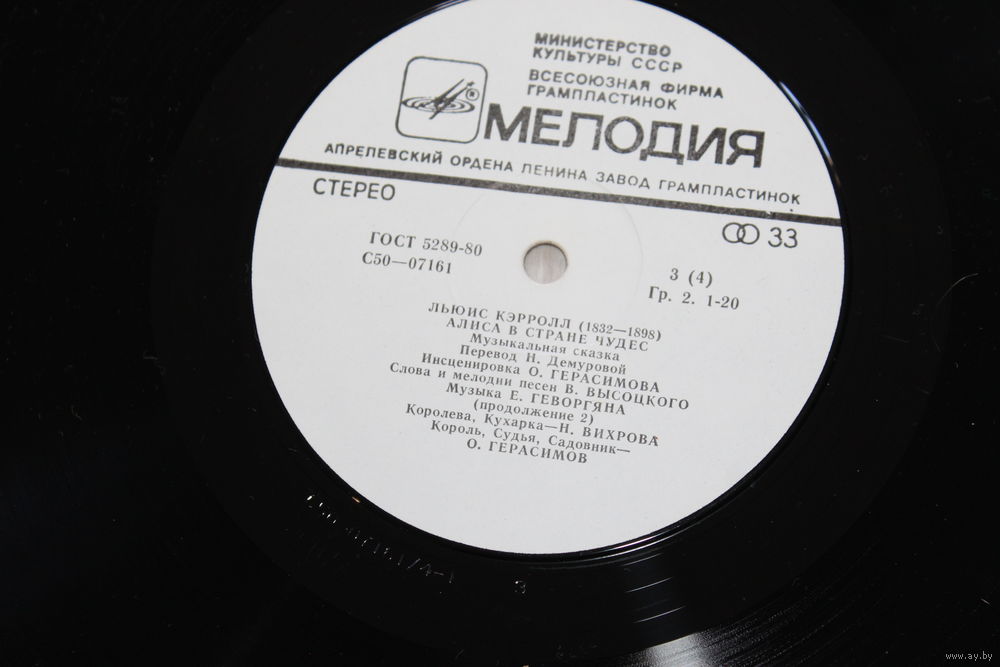 МИНИСТЕРСТВО
КУЛЬТУРЫ СССР
ВСЕСОЮЗНАЯ ФИРМА
ГРАМПЛАСТИНОК
®
МЕЛОДИЯ
АПРЕЛЕВСКИЙ ОРДЕНА ЛЕНИНА ЗАВОД ГРАМПЛАСТИНОК
СТЕРЕО
33
ГОСТ 5289-80
С50—07161
3 (4)
Гр. 2. 1-20
ЛЬЮИС КЭРРОЛЛ (1832—1898)
АЛИСА В СТРАНЕ ЧУДЕС
Музыкальная сказка
Перевод Н. Демуровой
Инсценировка О. ГЕРАСИМОВА
Слова и мелодии песен В. ВЫСОЦКОГО
Музыка Е. ГЕВОРГЯНА
(продолжение 2)
Королева, Кухарка—Н. ВИХРОВА
Король, Судья, Садовник—
О. ГЕРАСИМОВ
3
www.ay.by